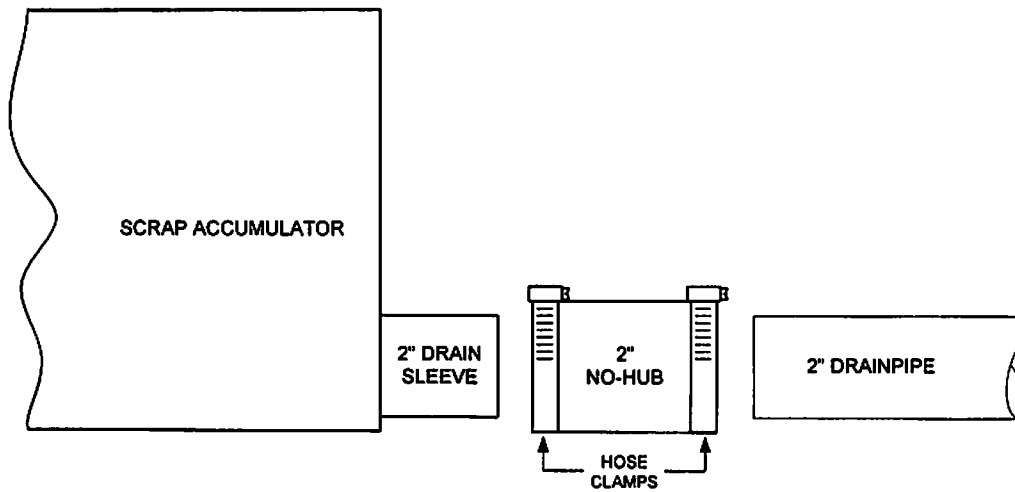 SCRAP ACCUMULATOR
2" DRAIN
SLEEVE
2"
NO-HUB
2" DRAINPIPE
HOSE
CLAMPS